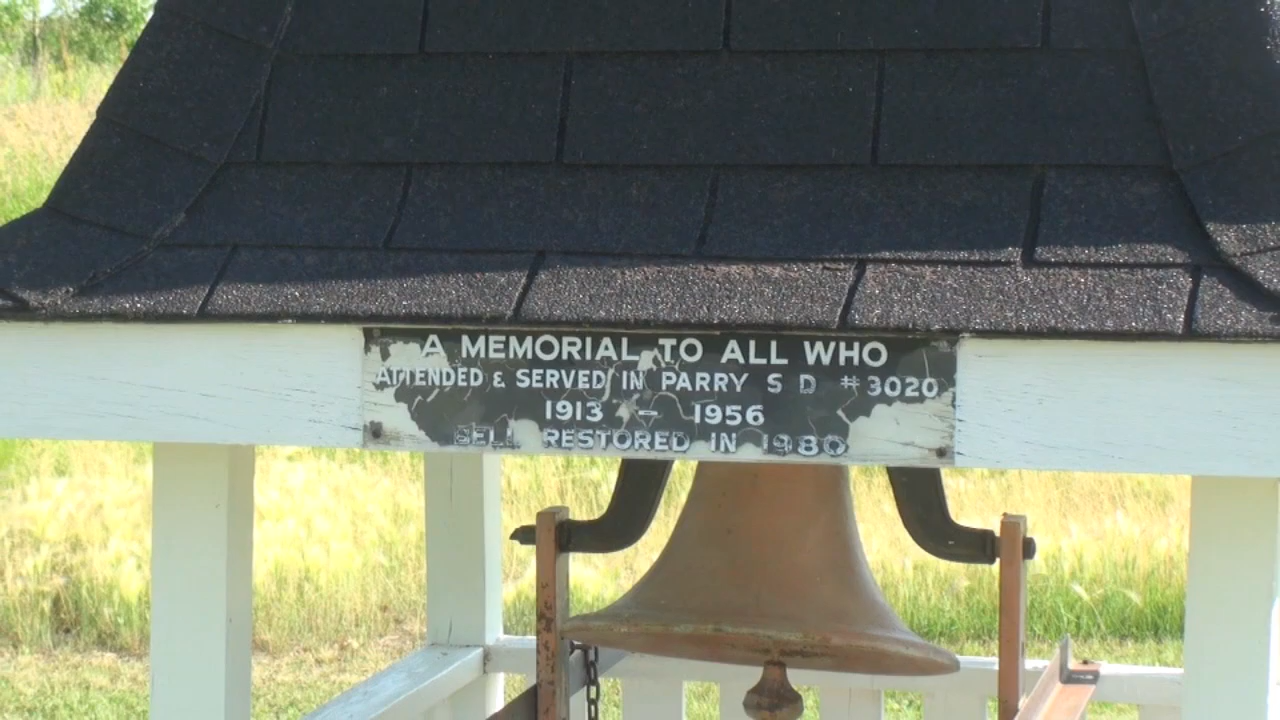 A MEMORIAL TO ALL WHO
ATTENDED & SERVED IN PARRY S D #3020
1913 - 1956
BELL RESTORED IN 1980